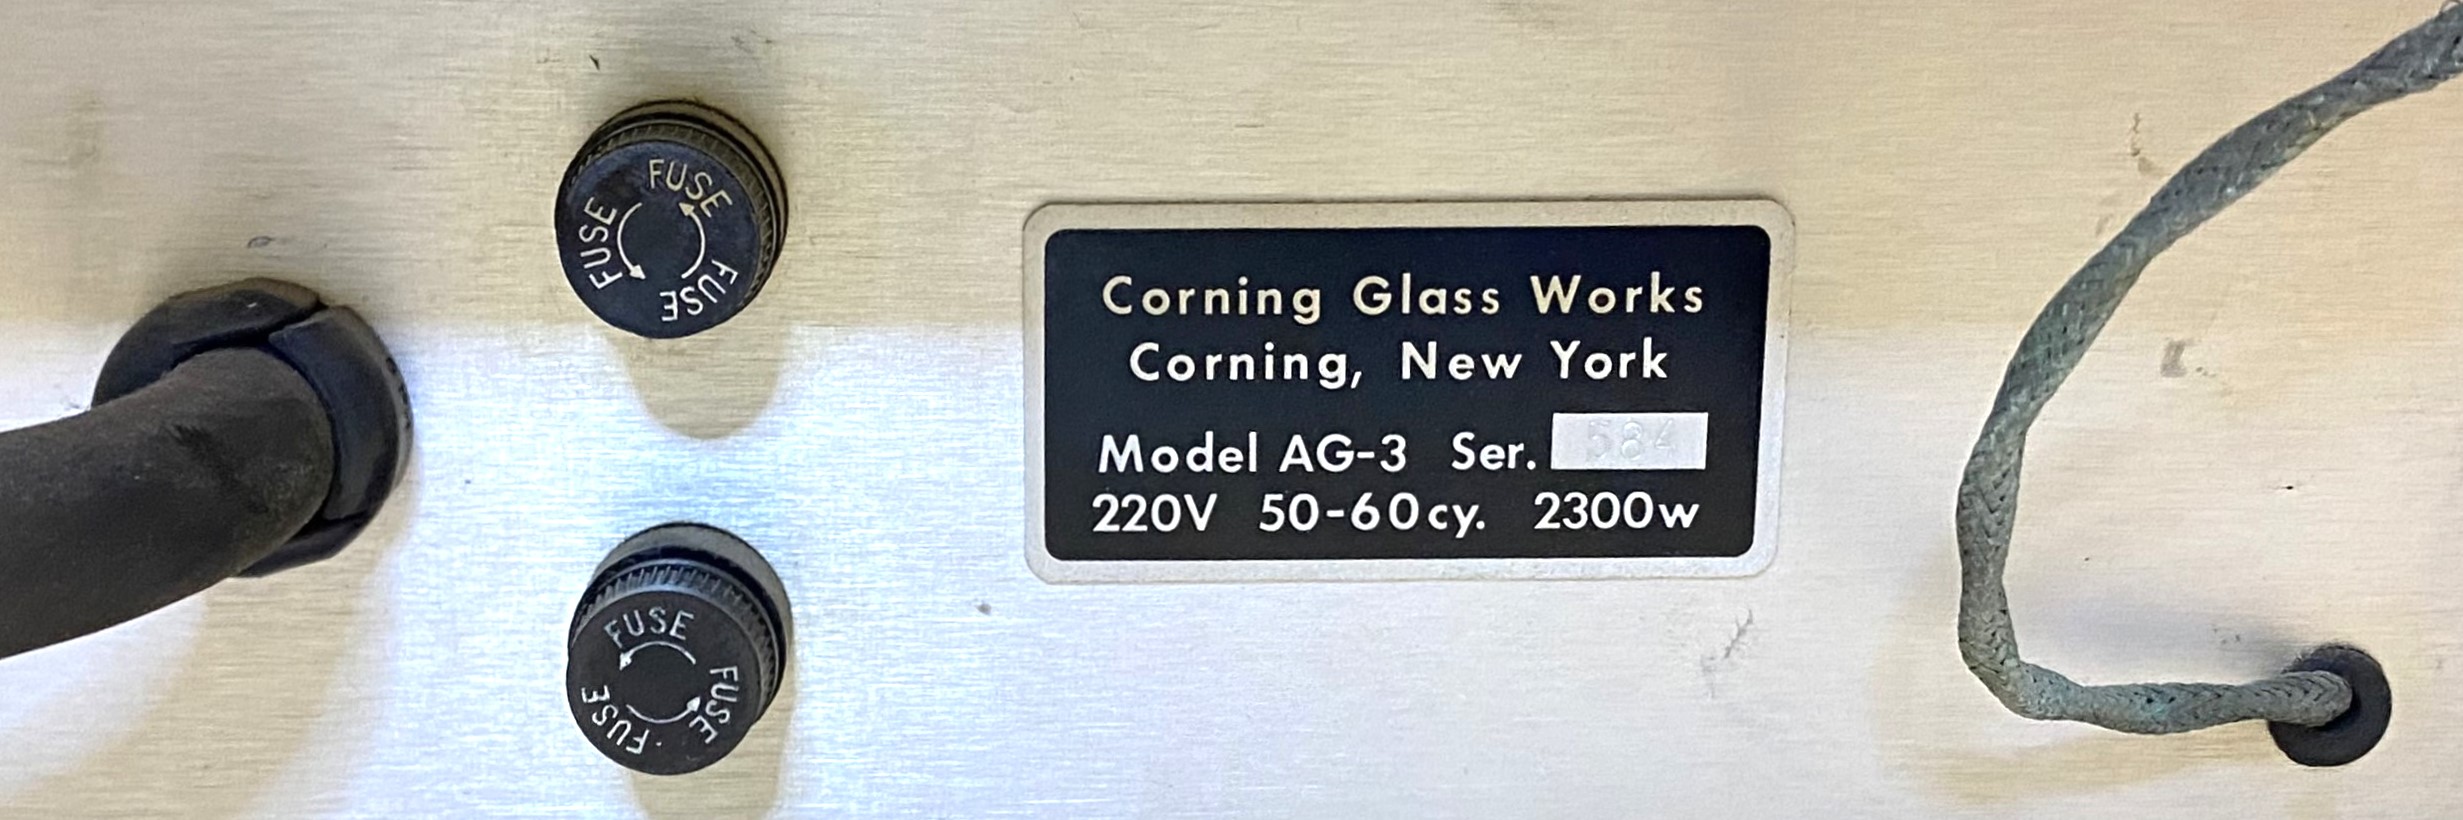 FUSE FUSE FUSE
Corning Glass Works
Corning, New York
Model AG-3 Ser. 584
220V 50-60cy. 2300w
FUSE FUSE FUSE